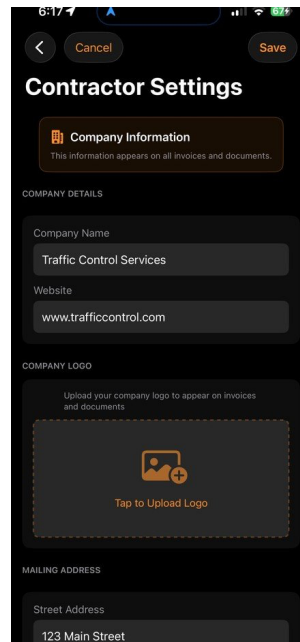 6:17
67
Cancel
Save
Contractor Settings
Company Information
This information appears on all invoices and documents.
COMPANY DETAILS
Company Name
Traffic Control Services
Website
www.trafficcontrol.com
COMPANY LOGO
Upload your company logo to appear on invoices
and documents
Tap to Upload Logo
MAILING ADDRESS
Street Address
123 Main Street